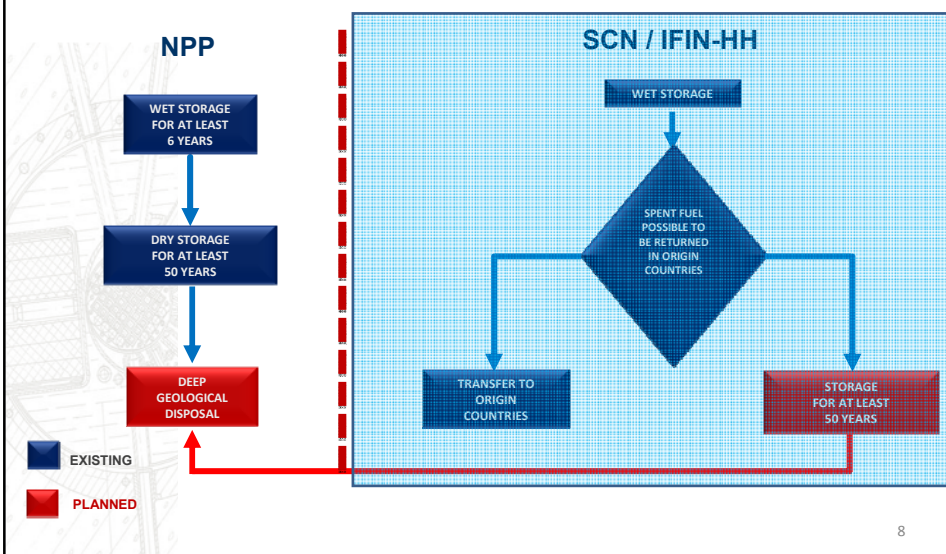 NPP
WET STORAGE
FOR AT LEAST
6 YEARS
DRY STORAGE
FOR AT LEAST
50 YEARS
DEEP
GEOLOGICAL
DISPOSAL
EXISTING
PLANNED
SCN / IFIN-HH
WET STORAGE
SPENT FUEL
POSSIBLE TO
BE RETURNED
IN ORIGIN
COUNTRIES
TRANSFER TO
ORIGIN
COUNTRIES
STORAGE
FOR AT LEAST
50 YEARS
8